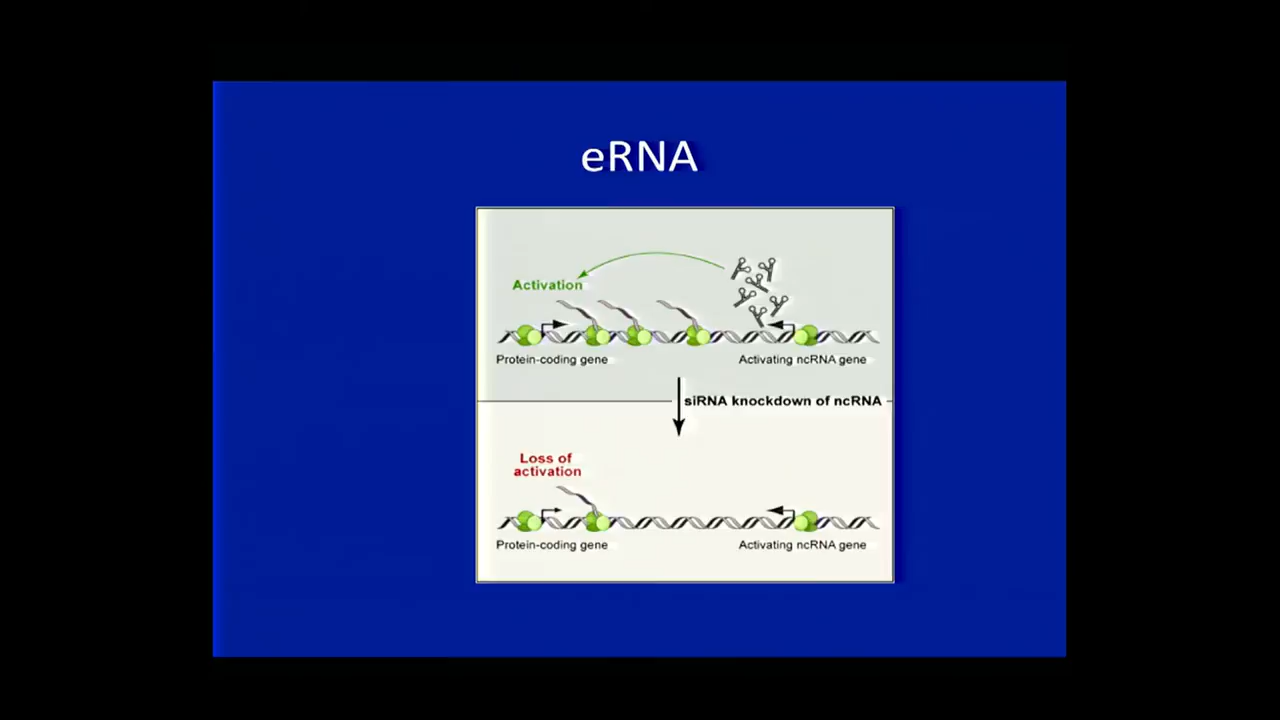 eRNA
Activation
Protein-coding gene
Activating ncRNA gene
siRNA knockdown of ncRNA
Loss of
activation
Protein-coding gene
Activating ncRNA gene